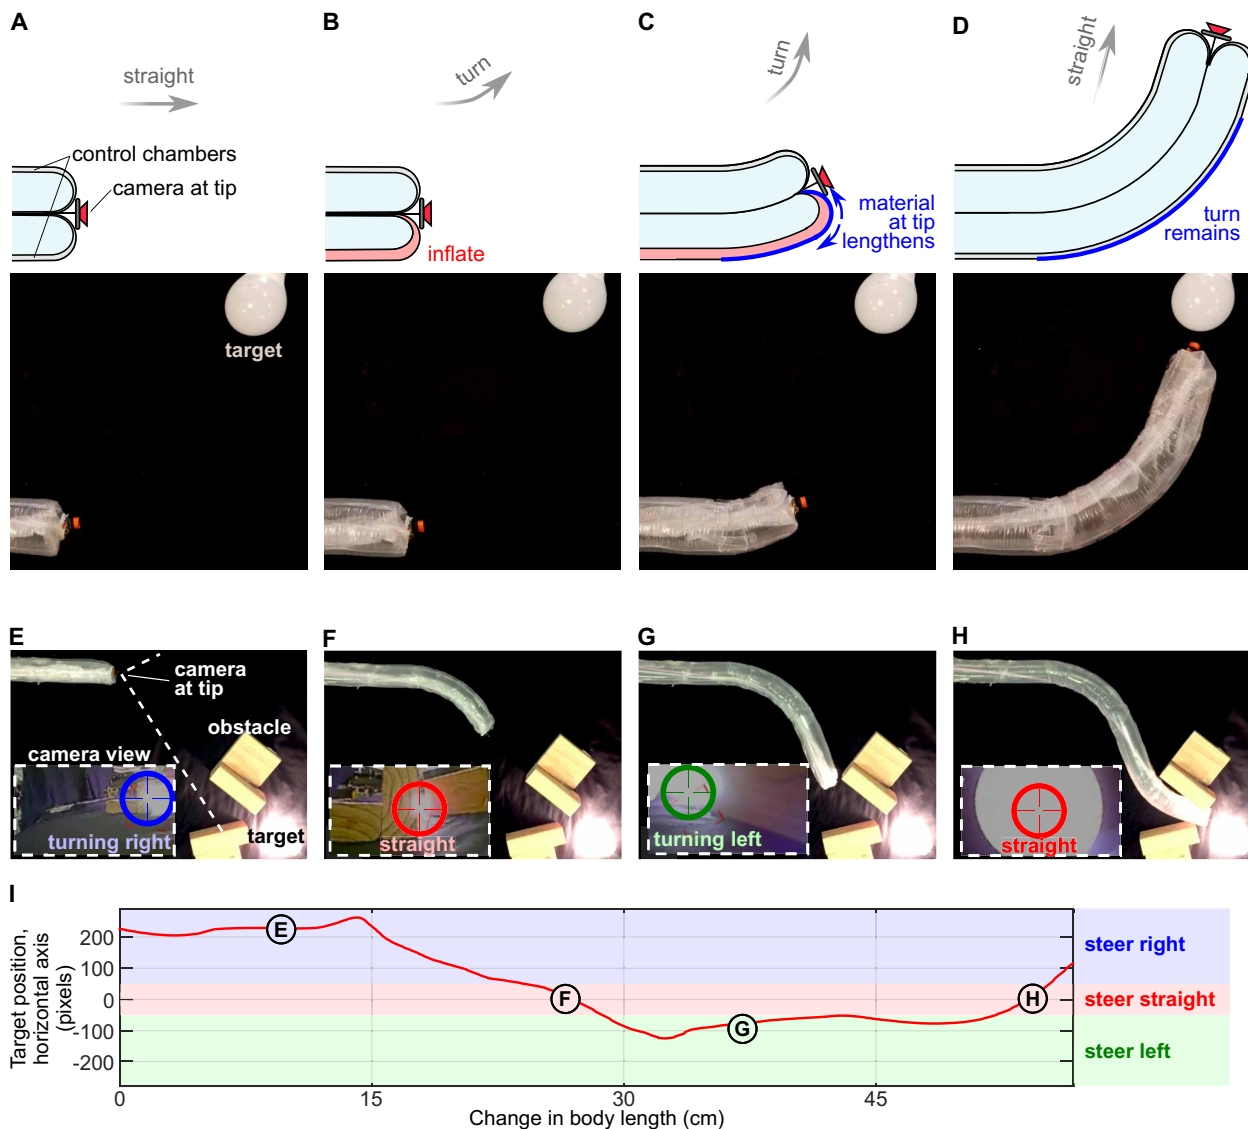 A
B
C
D
straight
turn
turn
straight
control chambers
camera at tip
inflate
material
at tip
lengthens
turn
remains
target
E
F
G
H
camera
at tip
obstacle
camera view
turning right
target
straight
turning left
straight
I
Target position,
horizontal axis
(pixels)
200
100
0
-100
-200
E
F
G
H
steer right
steer straight
steer left
0
15
30
45
Change in body length (cm)